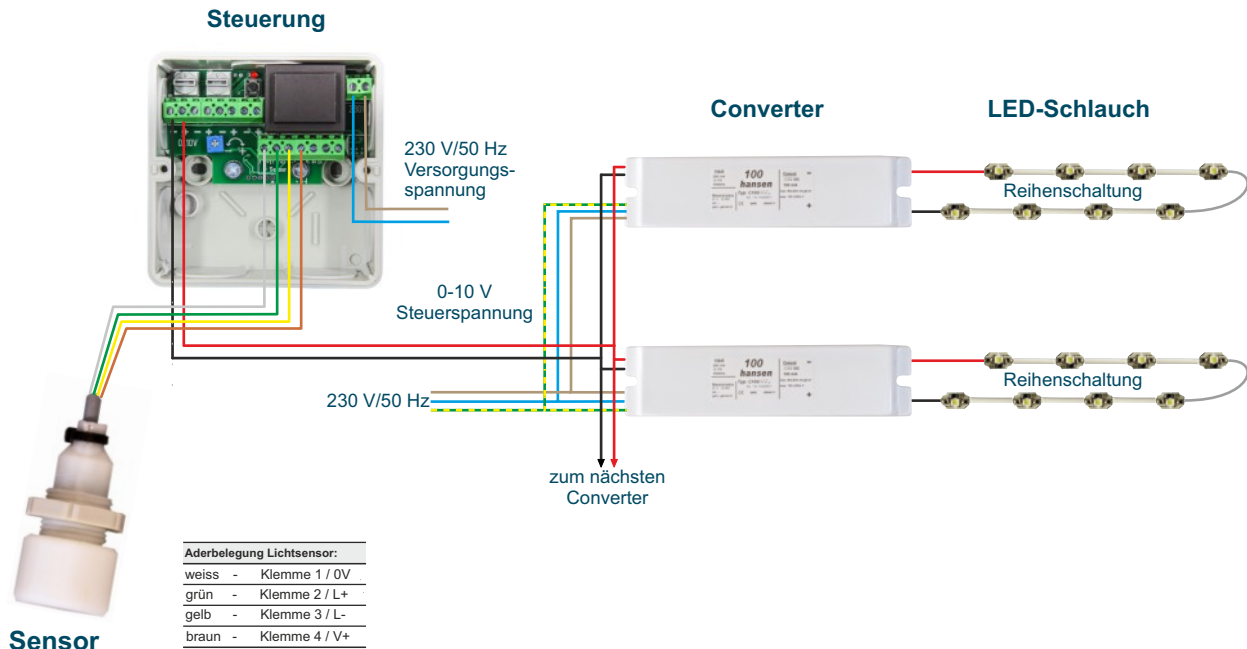 Steuerung
Converter
LED-Schlauch
230 V/50 Hz
Versorgungs-
spannung
100
hansen
Reihenschaltung
0-10 V
Steuerspannung
100
hansen
Reihenschaltung
230 V/50 Hz
zum nächsten
Converter
Aderbelegung Lichtsensor:
weiss - Klemme 1 / 0V
grün - Klemme 2 / L+
gelb - Klemme 3 / L-
braun - Klemme 4 / V+
Sensor